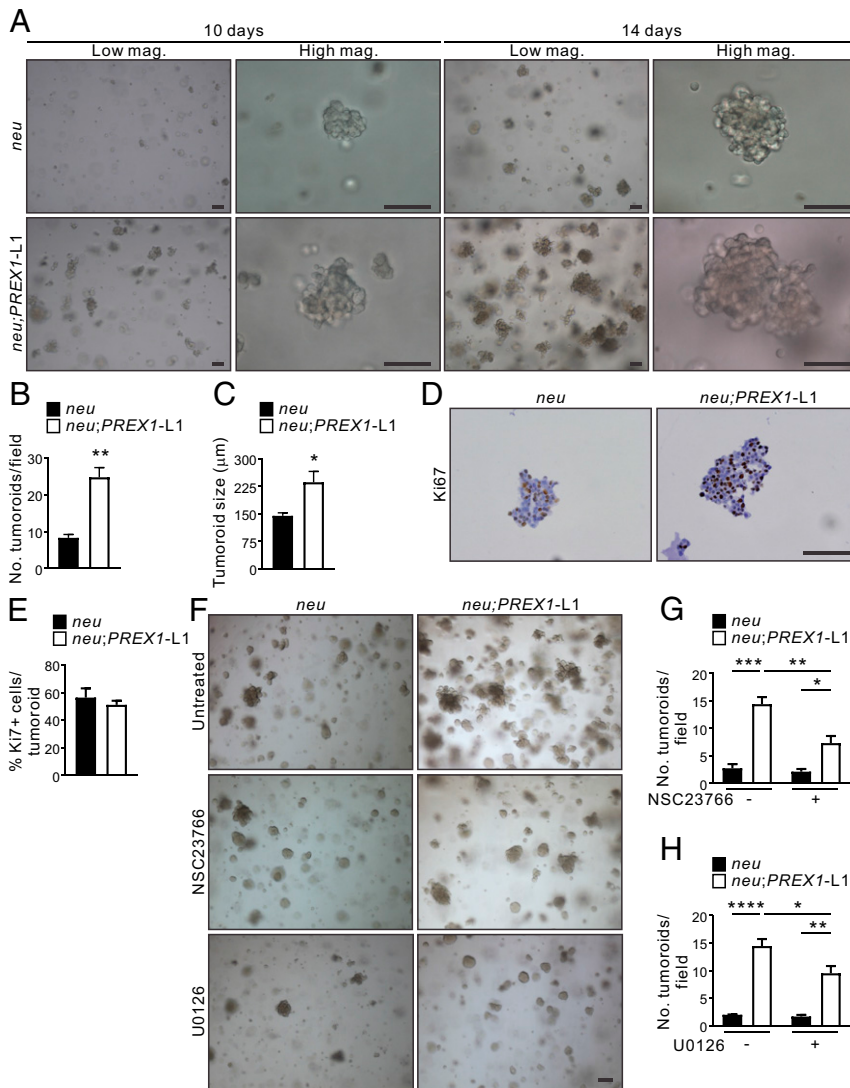 A
10 days
14 days
Low mag.
High mag.
Low mag.
High mag.
neu
neu;PREX1-L1
B
neu
neu;PREX1-L1
No. tumoroids/field
30
20
10
0
**
C
neu
neu;PREX1-L1
Tumoroid size (μm)
300
225
150
75
0
*
D
neu
neu;PREX1-L1
Ki67
E
neu
neu;PREX1-L1
% Ki7+ cells/
tumoroid
80
60
40
20
0
F
neu
neu;PREX1-L1
Untreated
NSC23766
U0126
G
neu
neu;PREX1-L1
No. tumoroids/
field
20
15
10
5
0
***
**
*
NSC23766
-
+
H
neu
neu;PREX1-L1
No. tumoroids/
field
20
15
10
5
0
****
*
**
U0126
-
+